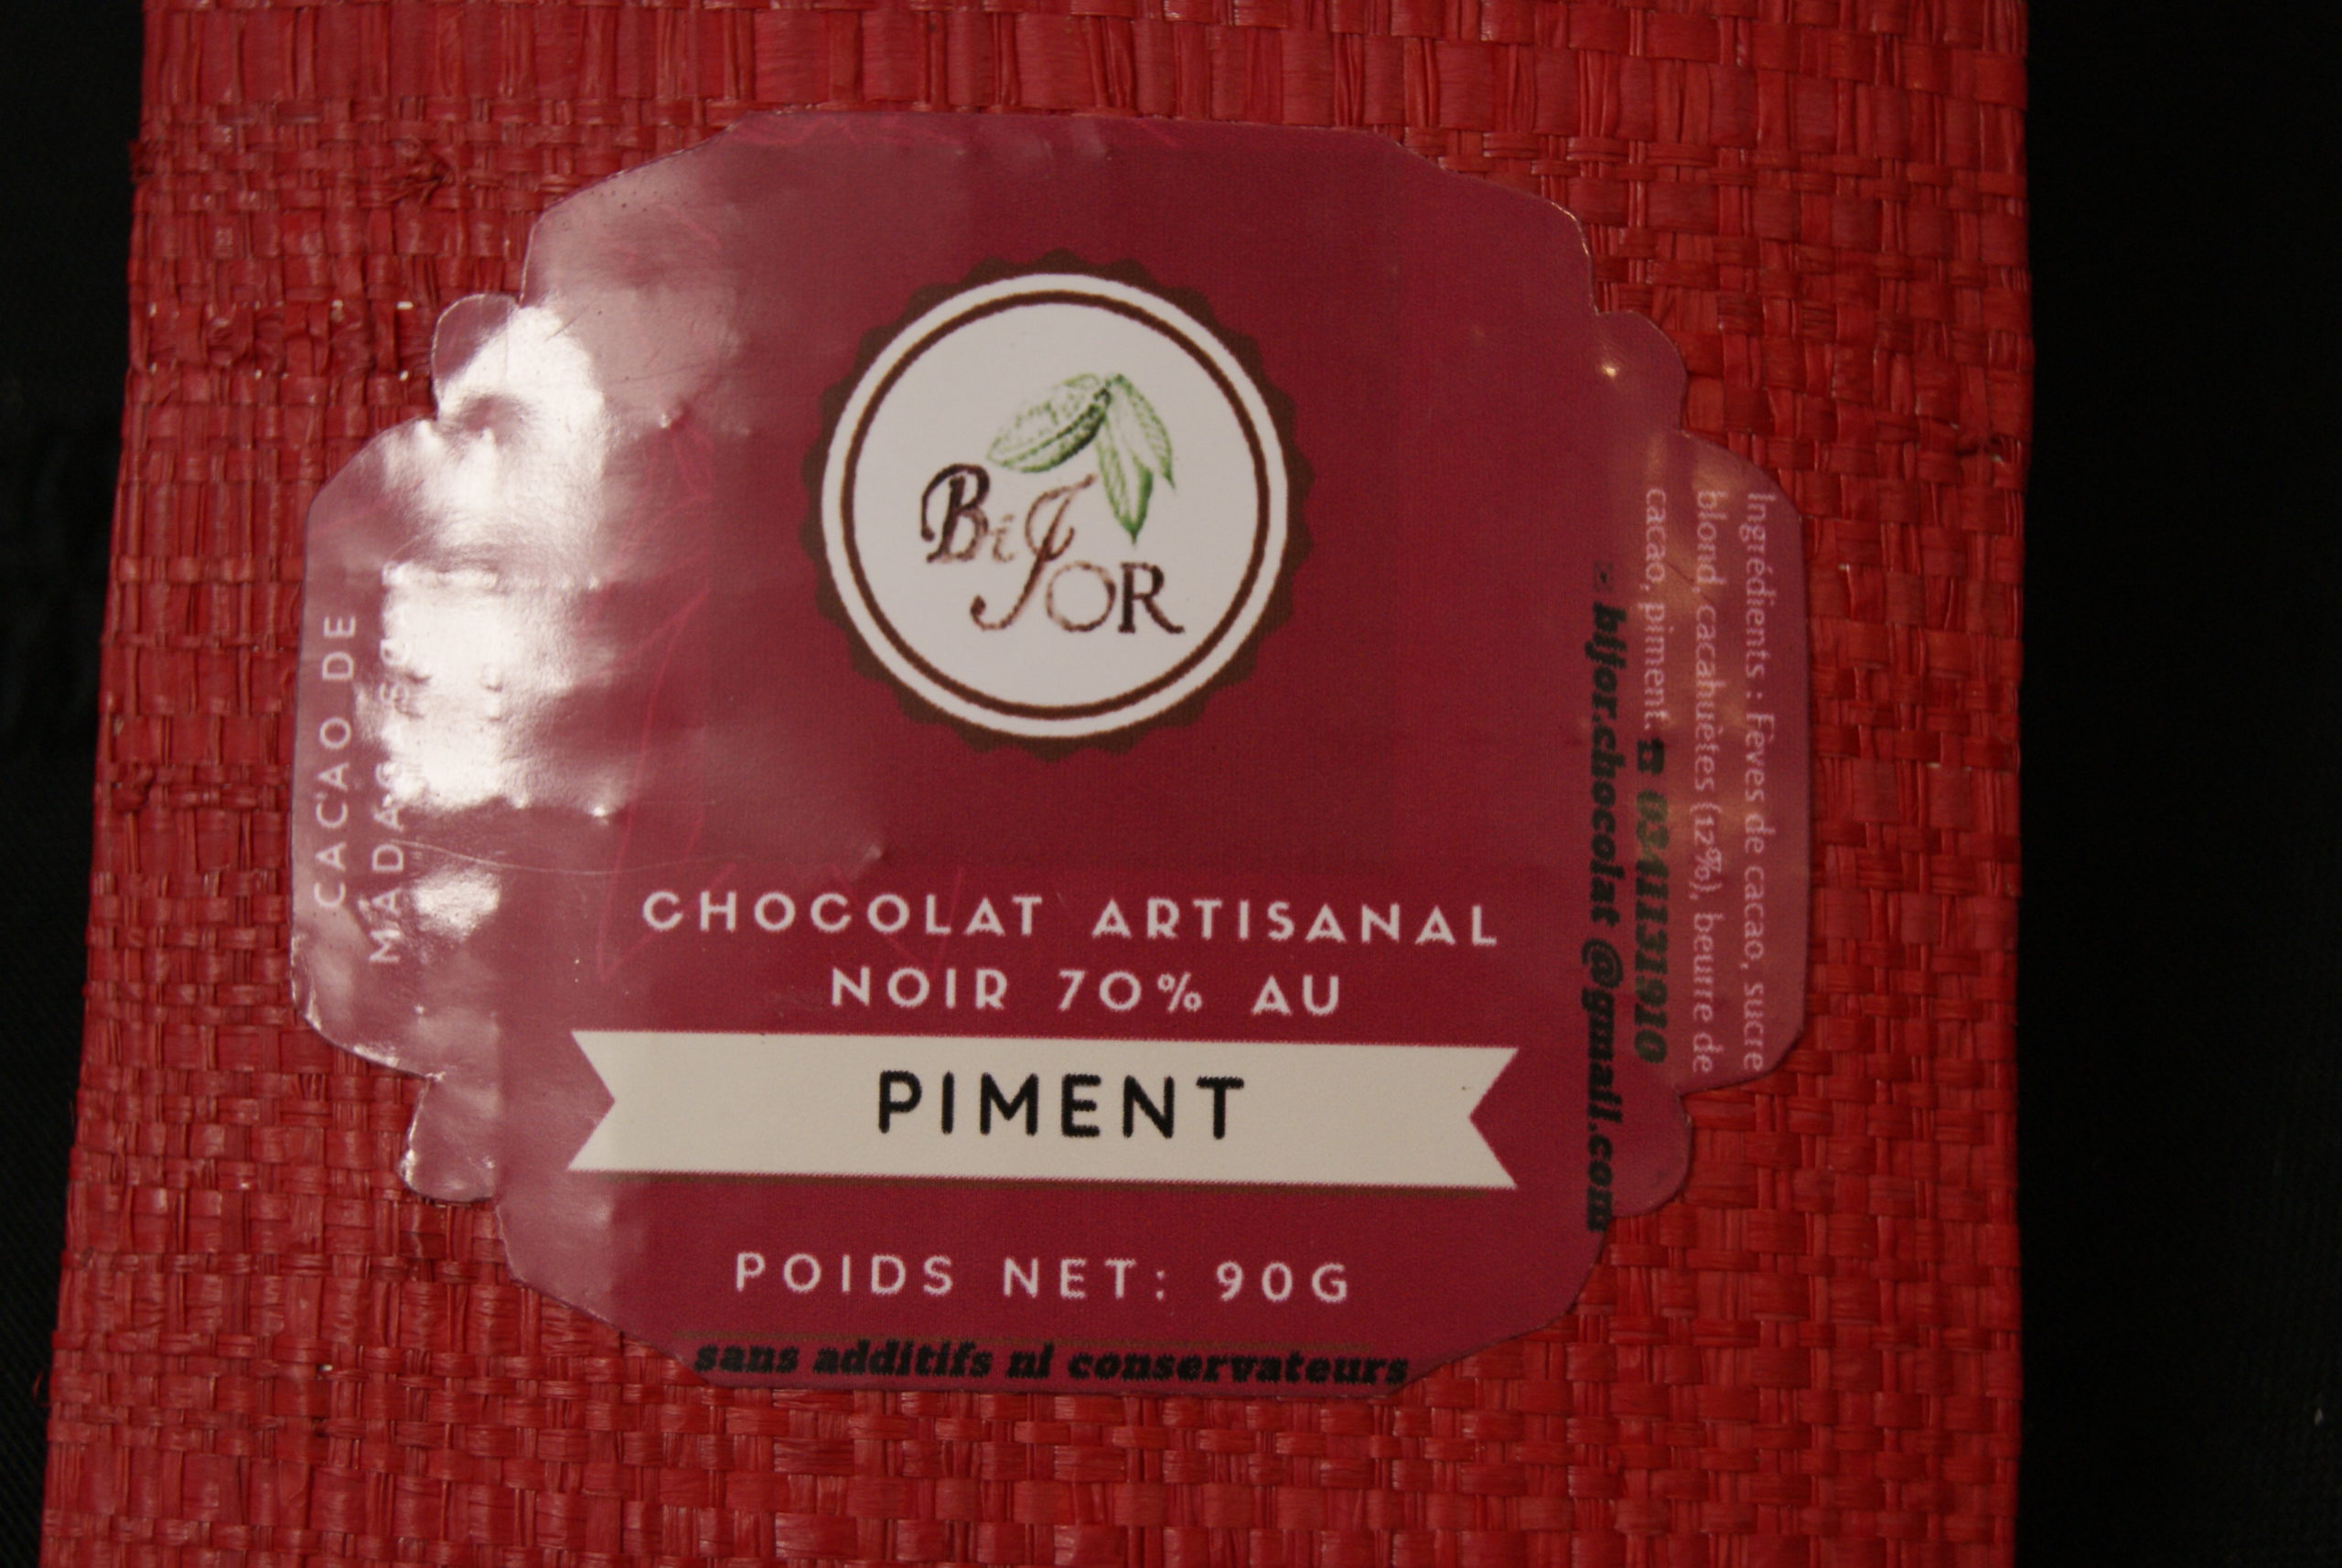 BiJOR
CHOCOLAT ARTISANAL
NOIR 70% AU
PIMENT
POIDS NET: 90G
sans additifs ni conservateurs
CACAO DE
Ingrédients : Fèves de cacao, sucre
blond, cacahuètes (12%), beurre de
cacao, piment. ☎ 0341131910
- bijor.chocolat @gmail.com